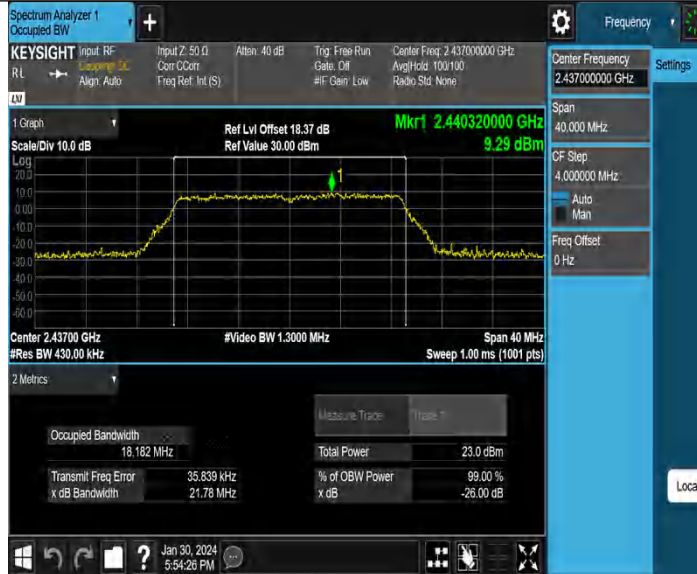 Spectrum Analyzer 1
Occupied BW
+
Frequency
KEYSIGHT
RL
Input: RF
Coupling: DC
Align: Auto
Input Z: 50 Ω
Corr CCorr
Freq Ref: Int (S)
Atten: 40 dB
Trig: Free Run
Gate: Off
#IF Gain: Low
Center Freq: 2.437000000 GHz
Avg|Hold: 100/100
Radio Std: None
Center Frequency
2.437000000 GHz
Settings
Span
40.000 MHz
CF Step
4.000000 MHz
Auto
Man
Freq Offset
0 Hz
1 Graph
Scale/Div 10.0 dB
Ref Lvl Offset 18.37 dB
Ref Value 30.00 dBm
Mkr1 2.440320000 GHz
9.29 dBm
Log
20.0
10.0
0.00
-10.0
-20.0
-30.0
-40.0
-50.0
-60.0
1
Center 2.43700 GHz
#Res BW 430.00 kHz
#Video BW 1.3000 MHz
Span 40 MHz
Sweep 1.00 ms (1001 pts)
2 Metrics
Measure Trace
Trace 1
Occupied Bandwidth
18.182 MHz
Total Power
23.0 dBm
Transmit Freq Error
35.839 kHz
% of OBW Power
99.00 %
x dB Bandwidth
21.78 MHz
x dB
-26.00 dB
Loca
?
Jan 30, 2024
5:54:26 PM